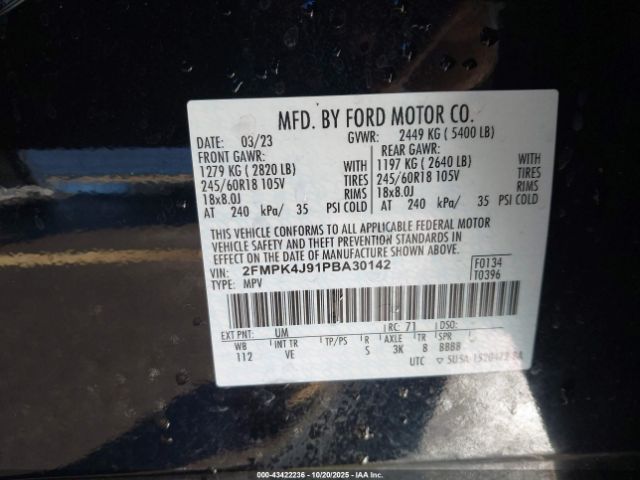 MFD. BY FORD MOTOR CO.
DATE: 03/23 GVWR: 2449 KG ( 5400 LB)
FRONT GAWR: REAR GAWR:
1279 KG ( 2820 LB) WITH 1197 KG ( 2640 LB) WITH
245/60R18 105V TIRES 245/60R18 105V TIRES
18x8.0J RIMS 18x8.0J RIMS
AT 240 kPa/ 35 PSI COLD AT 240 kPa/ 35 PSI COLD
THIS VEHICLE CONFORMS TO ALL APPLICABLE FEDERAL MOTOR
VEHICLE SAFETY AND THEFT PREVENTION STANDARDS IN
EFFECT ON THE DATE OF MANUFACTURE SHOWN ABOVE.
VIN: 2FMPK4J91PBA30142 F0134
TYPE: MPV T0396
EXT PNT: UM RC: 71 DSO:
WB INT TR TP/PS R AXLE TR SPR
112 VE S 3K 8 BBBB
UTC
00-43422236 - 10/20/2025 - IAAI.COM